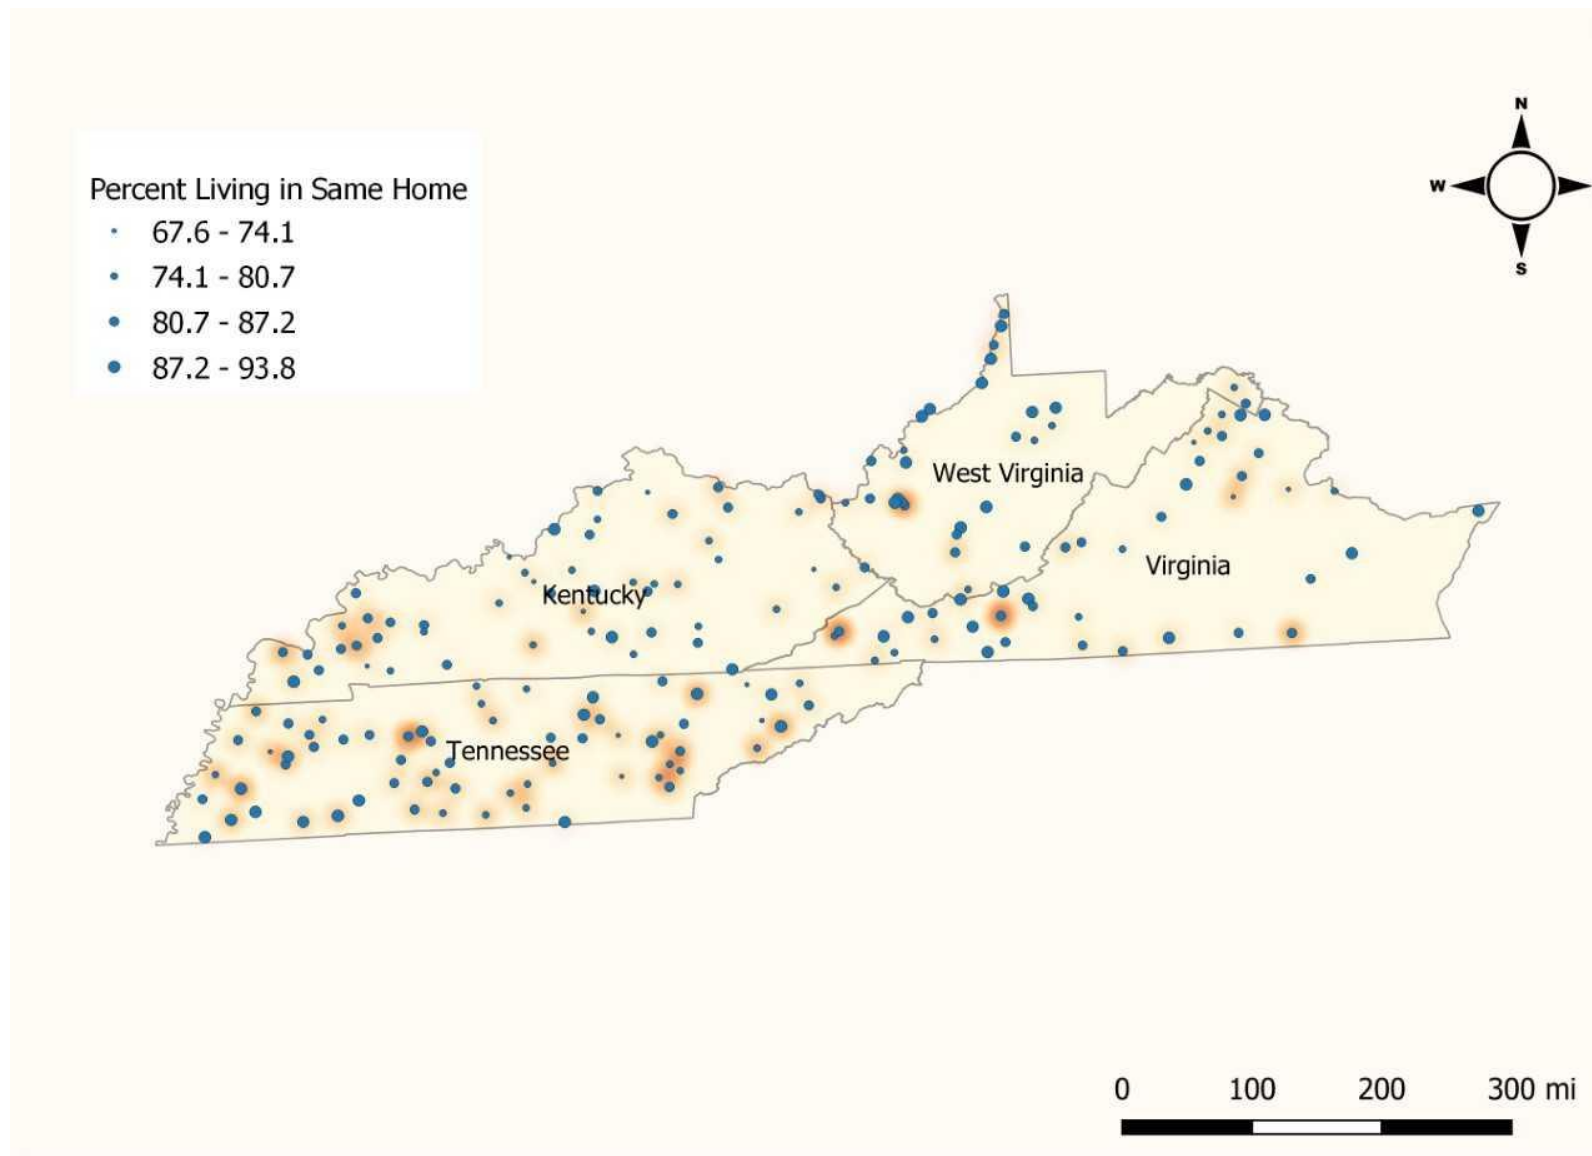 N
W
S
Percent Living in Same Home
67.6 - 74.1
74.1 - 80.7
80.7 - 87.2
87.2 - 93.8
West Virginia
Virginia
Kentucky
Tennessee
0 100 200 300 mi